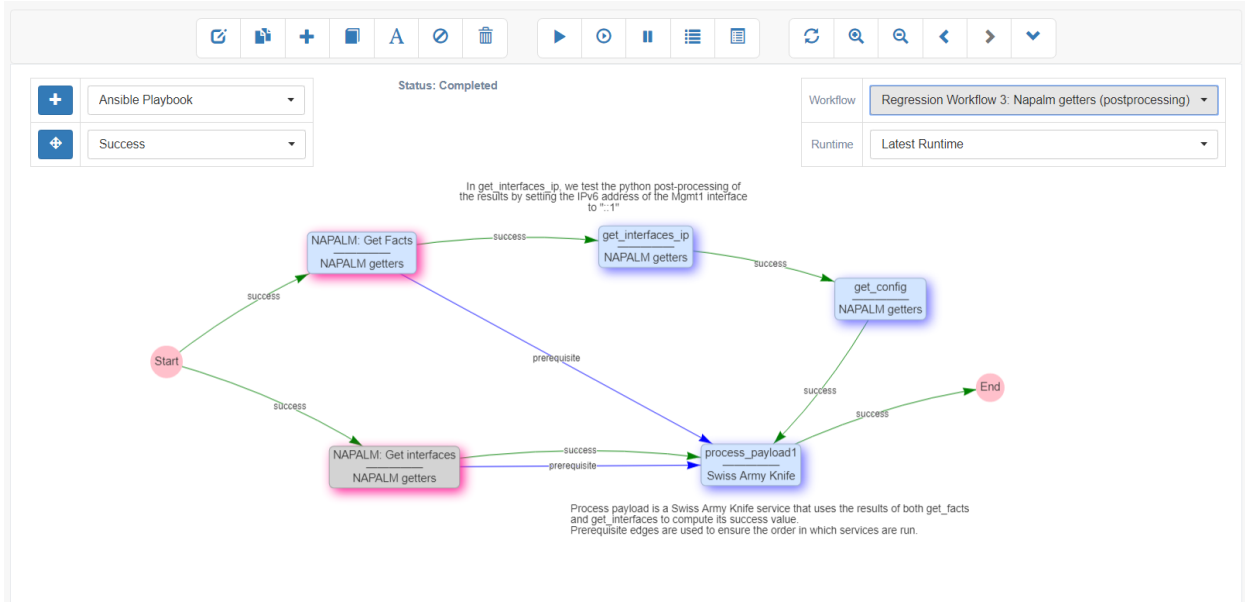 A
Ansible Playbook
Success
Status: Completed
Workflow
Regression Workflow 3: Napalm getters (postprocessing)
Runtime
Latest Runtime
In get_interfaces_ip, we test the python post-processing of
the results by setting the IPv6 address of the Mgmt1 interface
to "::1"
NAPALM: Get Facts
NAPALM getters
success
get_interfaces_ip
NAPALM getters
success
get_config
NAPALM getters
success
Start
prerequisite
success
End
success
success
NAPALM: Get interfaces
NAPALM getters
success
prerequisite
process_payload1
Swiss Army Knife
Process payload is a Swiss Army Knife service that uses the results of both get_facts
and get_interfaces to compute its success value.
Prerequisite edges are used to ensure the order in which services are run.